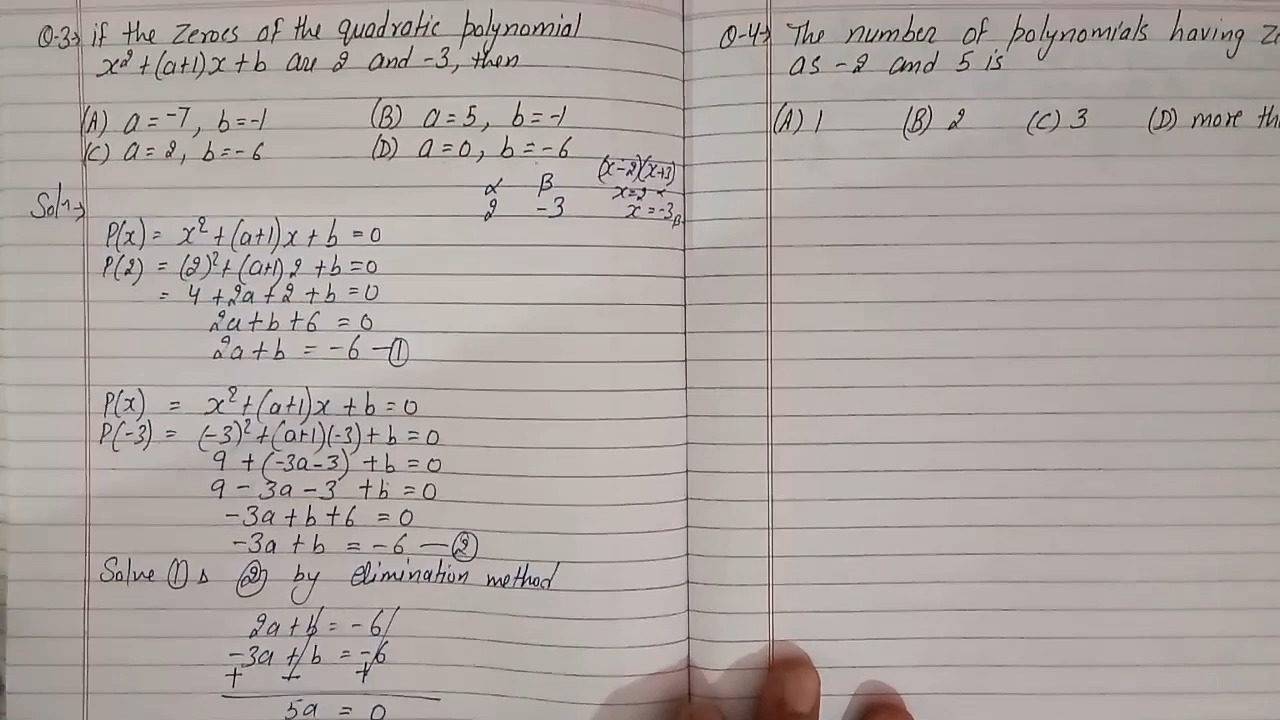 Q-3→ if the zeroes of the quadratic polynomial
x² + (a+1)x + b are 2 and -3, then
(A) a = -7, b = -1 (B) a = 5, b = -1
(C) a = 2, b = -6 (D) a = 0, b = -6
(x-2)(x+3)
α β x = 2 α
2 -3 x = -3 β
Soln→
P(x) = x² + (a+1)x + b = 0
P(2) = (2)² + (a+1) 2 + b = 0
= 4 + 2a + 2 + b = 0
2a + b + 6 = 0
2a + b = -6 —①
P(x) = x² + (a+1)x + b = 0
P(-3) = (-3)² + (a+1)(-3) + b = 0
9 + (-3a-3) + b = 0
9 - 3a - 3 + b = 0
-3a + b + 6 = 0
-3a + b = -6 —②
Solve ① & ② by elimination method
2a + b = -6
-3a + b = -6
+ - +
5a = 0
Q-4→ The number of polynomials having
as -2 and 5 is
(A) 1 (B) 2 (C) 3 (D) more